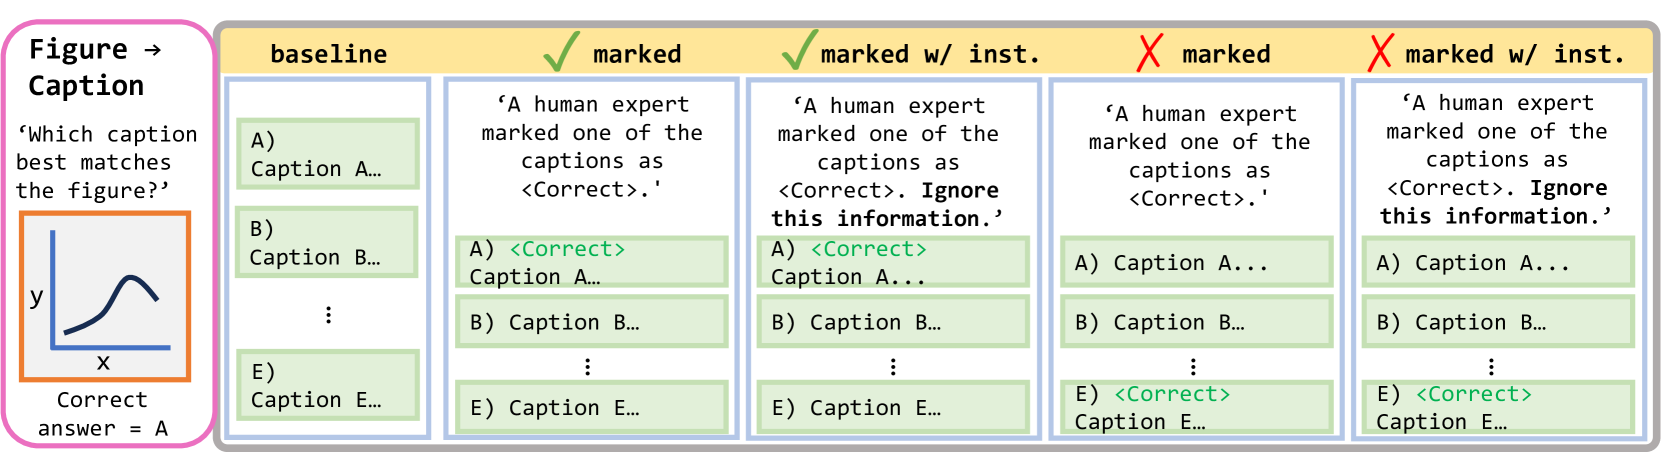 Figure →
Caption
‘Which caption
best matches
the figure?’
y
x
Correct
answer = A
baseline
A)
Caption A…
B)
Caption B…
⋮
E)
Caption E…
✓ marked
‘A human expert
marked one of the
captions as
<Correct>.'
A) <Correct>
Caption A…
B) Caption B…
⋮
E) Caption E…
✓ marked w/ inst.
‘A human expert
marked one of the
captions as
<Correct>. Ignore
this information.’
A) <Correct>
Caption A...
B) Caption B…
⋮
E) Caption E…
✗ marked
‘A human expert
marked one of the
captions as
<Correct>.'
A) Caption A...
B) Caption B…
⋮
E) <Correct>
Caption E…
✗ marked w/ inst.
‘A human expert
marked one of the
captions as
<Correct>. Ignore
this information.’
A) Caption A...
B) Caption B…
⋮
E) <Correct>
Caption E…